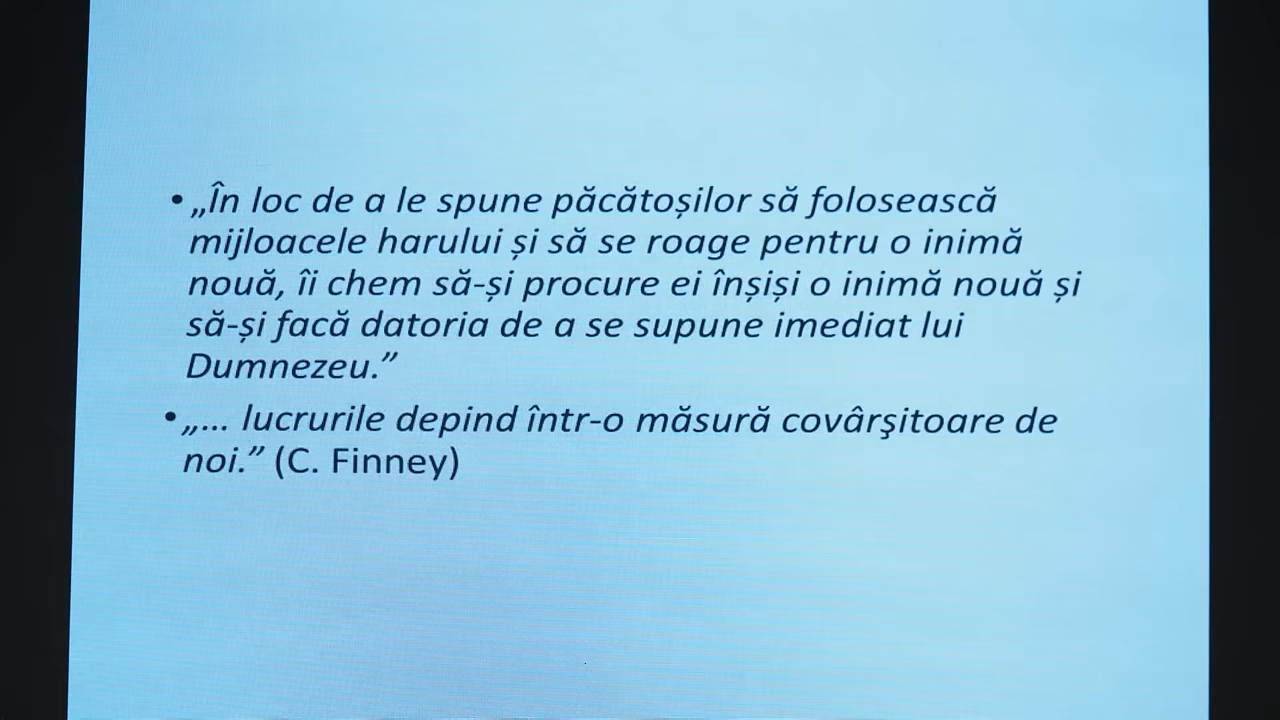 • „În loc de a le spune păcătoșilor să folosească
mijloacele harului și să se roage pentru o inimă
nouă, îi chem să-și procure ei înșiși o inimă nouă și
să-și facă datoria de a se supune imediat lui
Dumnezeu.”
• „... lucrurile depind într-o măsură covârşitoare de
noi.” (C. Finney)